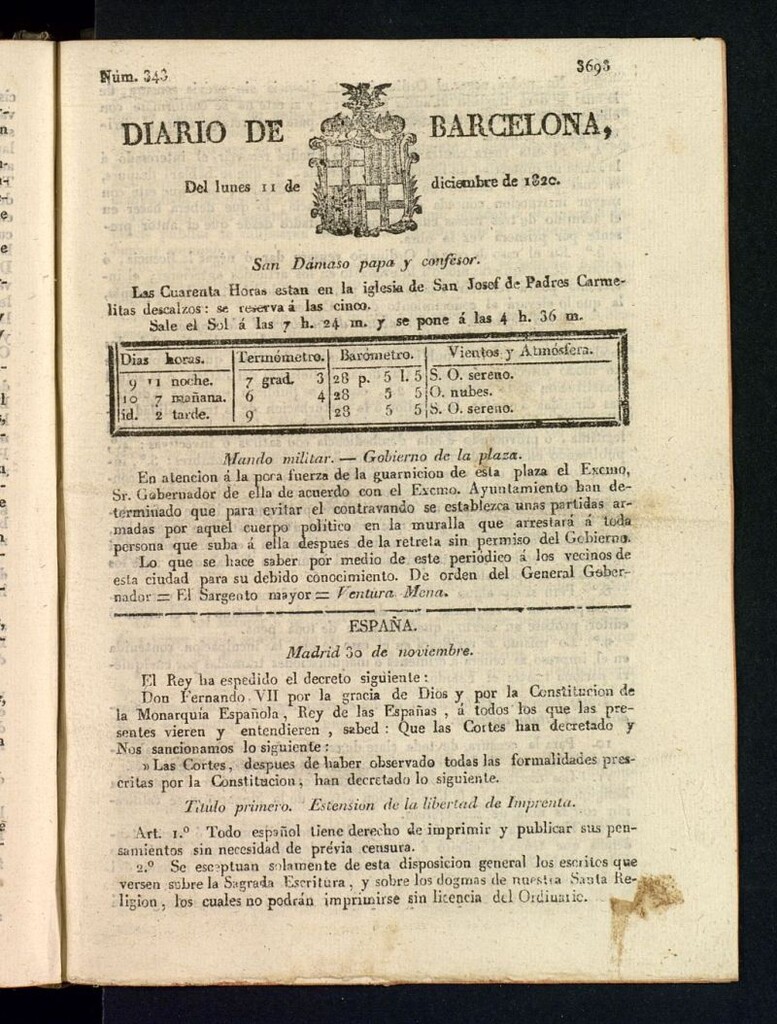 Núm. 343 3693
DIARIO DE BARCELONA,
Del lunes 11 de diciembre de 1820.
San Dámaso papa y confesor.
Las Cuarenta Horas estan en la iglesia de San Josef de Padres Carme-
litas descalzos: se reserva á las cinco.
Sale el Sol á las 7 h. 24 m. y se pone á las 4 h. 36 m.
Dias horas. Termómetro. Barómetro. Vientos y Atmósfera.
9 11 noche. 7 grad. 3 28 p. 5 l. 5 S. O. sereno.
10 7 mañana. 6 4 28 5 5 O. nubes.
id. 2 tarde. 9 28 5 5 S. O. sereno.
Mando militar. — Gobierno de la plaza.
En atencion á la poca fuerza de la guarnicion de esta plaza el Excmo.
Sr. Gobernador de ella de acuerdo con el Excmo. Ayuntamiento han de-
terminado que para evitar el contravando se establezca unas partidas ar-
madas por aquel cuerpo político en la muralla que arrestará á toda
persona que suba á ella despues de la retreta sin permiso del Gobierno.
Lo que se hace saber por medio de este periódico á los vecinos de
esta ciudad para su debido conocimiento. De orden del General Gober-
nador = El Sargento mayor = Ventura Mena.
ESPAÑA.
Madrid 30 de noviembre.
El Rey ha espedido el decreto siguiente:
Don Fernando VII por la gracia de Dios y por la Constitucion de
la Monarquía Española, Rey de las Españas, á todos los que las pre-
sentes vieren y entendieren, sabed: Que las Cortes han decretado y
Nos sancionamos lo siguiente:
»Las Cortes, despues de haber observado todas las formalidades pres-
critas por la Constitucion, han decretado lo siguiente.
Título primero. Estension de la libertad de Imprenta.
Art. 1.º Todo español tiene derecho de imprimir y publicar sus pen-
samientos sin necesidad de prévia censura.
2.º Se esceptuan solamente de esta disposicion general los escritos que
versen sobre la Sagrada Escritura, y sobre los dogmas de nuestra Santa Re-
ligion, los cuales no podrán imprimirse sin licencia del Ordinario.